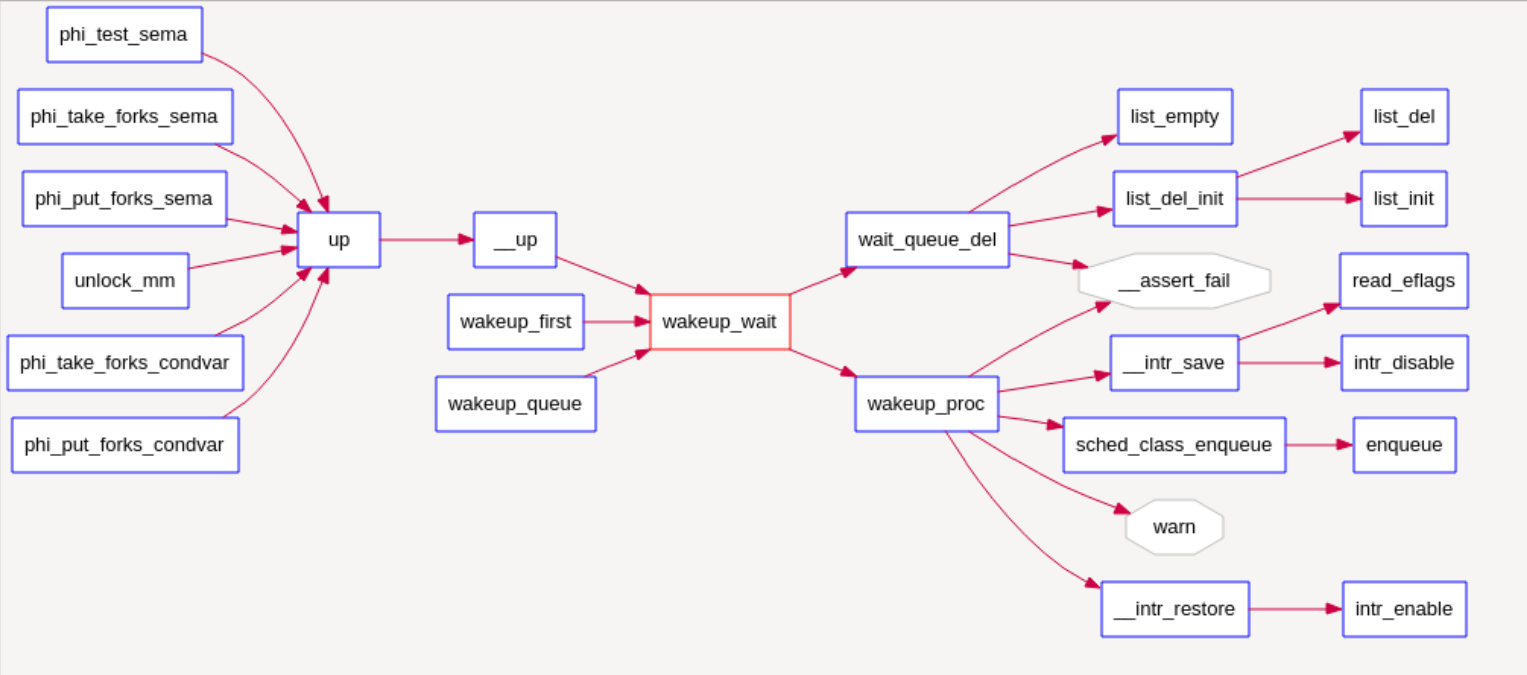 phi_test_sema
phi_take_forks_sema
phi_put_forks_sema
unlock_mm
phi_take_forks_condvar
phi_put_forks_condvar
up
__up
wakeup_first
wakeup_queue
wakeup_wait
wait_queue_del
wakeup_proc
list_empty
list_del_init
__assert_fail
__intr_save
sched_class_enqueue
warn
__intr_restore
list_del
list_init
read_eflags
intr_disable
enqueue
intr_enable